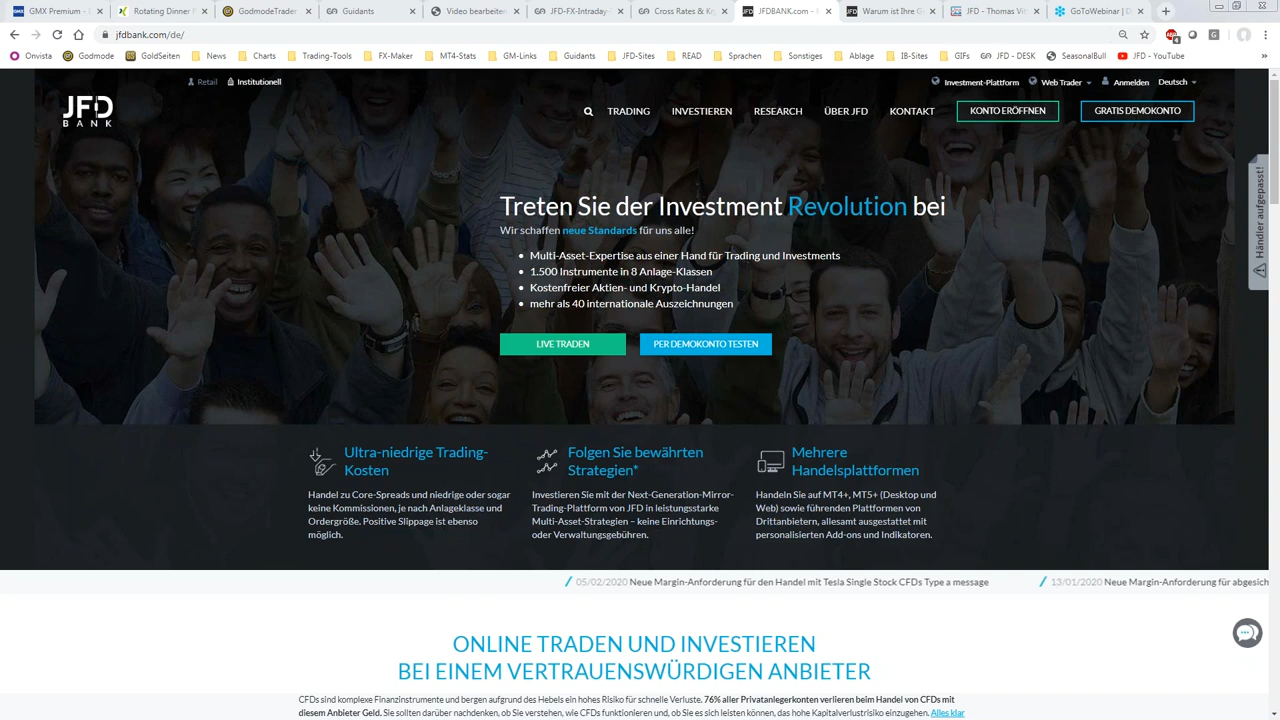 GMX Premium - E
Rotating Dinner F
GodmodeTrader
Guidants
Video bearbeiten
JFD-FX-Intraday-
Cross Rates & Kr
JFDBANK.com -
Warum ist Ihre G
JFD - Thomas Vit
GoToWebinar | D
jfdbank.com/de/
Onvista
Godmode
GoldSeiten
News
Charts
Trading-Tools
FX-Maker
MT4-Stats
GM-Links
Guidants
JFD-Sites
READ
Sprachen
Sonstiges
Ablage
IB-Sites
GIFs
JFD - DESK
SeasonalBull
JFD - YouTube
Retail
Institutionell
Investment-Plattform
Web Trader
Anmelden
Deutsch
JFD
BANK
TRADING
INVESTIEREN
RESEARCH
ÜBER JFD
KONTAKT
KONTO ERÖFFNEN
GRATIS DEMOKONTO
Händler aufgepasst!
Treten Sie der Investment Revolution bei
Wir schaffen neue Standards für uns alle!
• Multi-Asset-Expertise aus einer Hand für Trading und Investments
• 1.500 Instrumente in 8 Anlage-Klassen
• Kostenfreier Aktien- und Krypto-Handel
• mehr als 40 internationale Auszeichnungen
LIVE TRADEN
PER DEMOKONTO TESTEN
Ultra-niedrige Trading-
Kosten
Handel zu Core-Spreads und niedrige oder sogar
keine Kommissionen, je nach Anlageklasse und
Ordergröße. Positive Slippage ist ebenso
möglich.
Folgen Sie bewährten
Strategien*
Investieren Sie mit der Next-Generation-Mirror-
Trading-Plattform von JFD in leistungsstarke
Multi-Asset-Strategien – keine Einrichtungs-
oder Verwaltungsgebühren.
Mehrere
Handelsplattformen
Handeln Sie auf MT4+, MT5+ (Desktop und
Web) sowie führenden Plattformen von
Drittanbietern, allesamt ausgestattet mit
personalisierten Add-ons und Indikatoren.
05/02/2020 Neue Margin-Anforderung für den Handel mit Tesla Single Stock CFDs Type a message
13/01/2020 Neue Margin-Anforderung für abgesich
ONLINE TRADEN UND INVESTIEREN
BEI EINEM VERTRAUENSWÜRDIGEN ANBIETER
CFDs sind komplexe Finanzinstrumente und bergen aufgrund des Hebels ein hohes Risiko für schnelle Verluste. 76% aller Privatanlegerkonten verlieren beim Handel von CFDs mit
diesem Anbieter Geld. Sie sollten darüber nachdenken, ob Sie verstehen, wie CFDs funktionieren und, ob Sie es sich leisten können, das hohe Kapitalverlustrisiko einzugehen. Alles klar